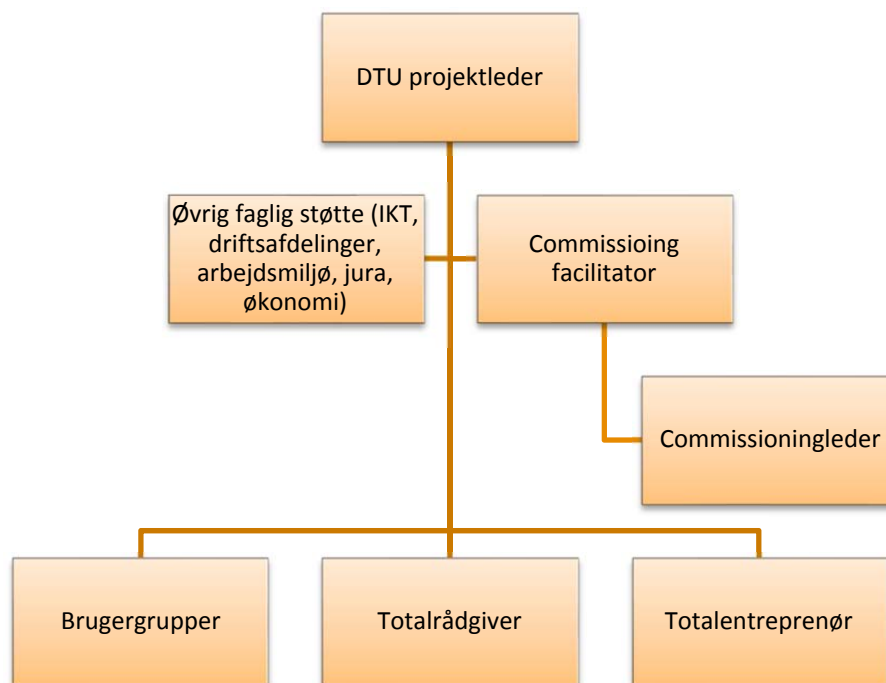 DTU projektleder
Øvrig faglig støtte (IKT,
driftsafdelinger,
arbejdsmiljø, jura,
økonomi)
Commissioing
facilitator
Commissioningleder
Brugergrupper
Totalrådgiver
Totalentreprenør